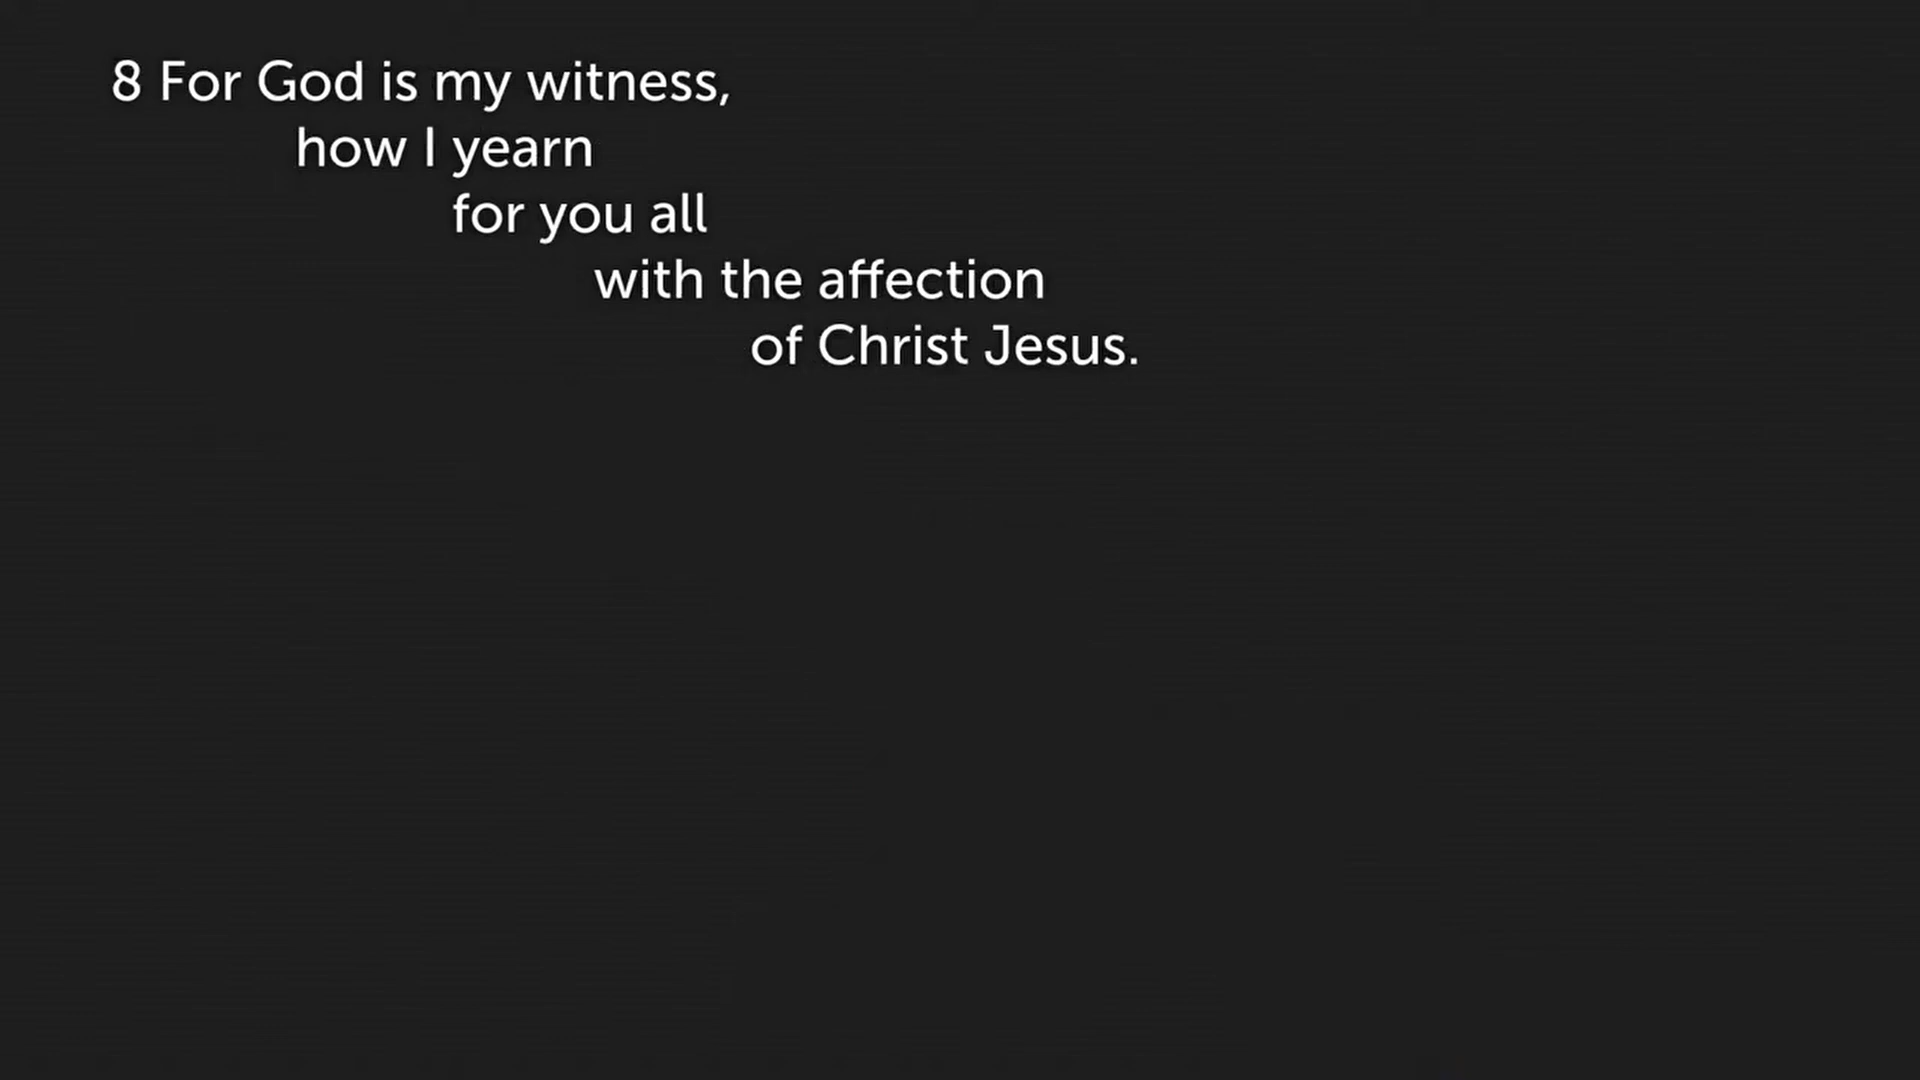 8 For God is my witness,
how I yearn
for you all
with the affection
of Christ Jesus.